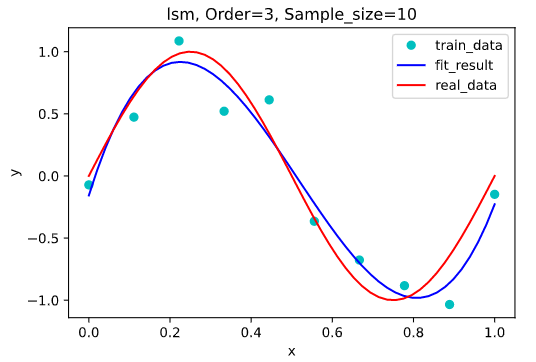 lsm, Order=3, Sample_size=10
train_data
fit_result
real_data
1.0
0.5
0.0
−0.5
−1.0
y
0.0 0.2 0.4 0.6 0.8 1.0
x